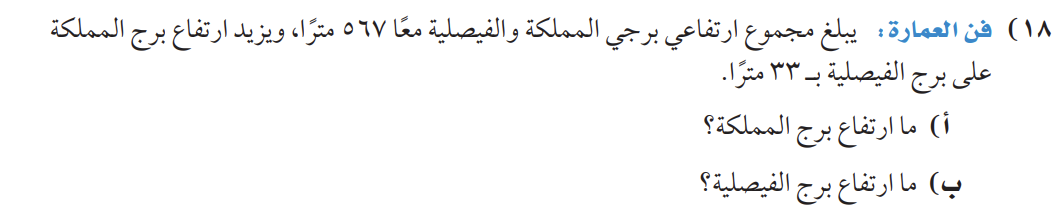 ١٨) فن العمارة: يبلغ مجموع ارتفاعي برجي المملكة والفيصلية معًا ٥٦٧ مترًا، ويزيد ارتفاع برج المملكة
على برج الفيصلية بـ ٣٣ مترًا.
أ) ما ارتفاع برج المملكة؟
ب) ما ارتفاع برج الفيصلية؟